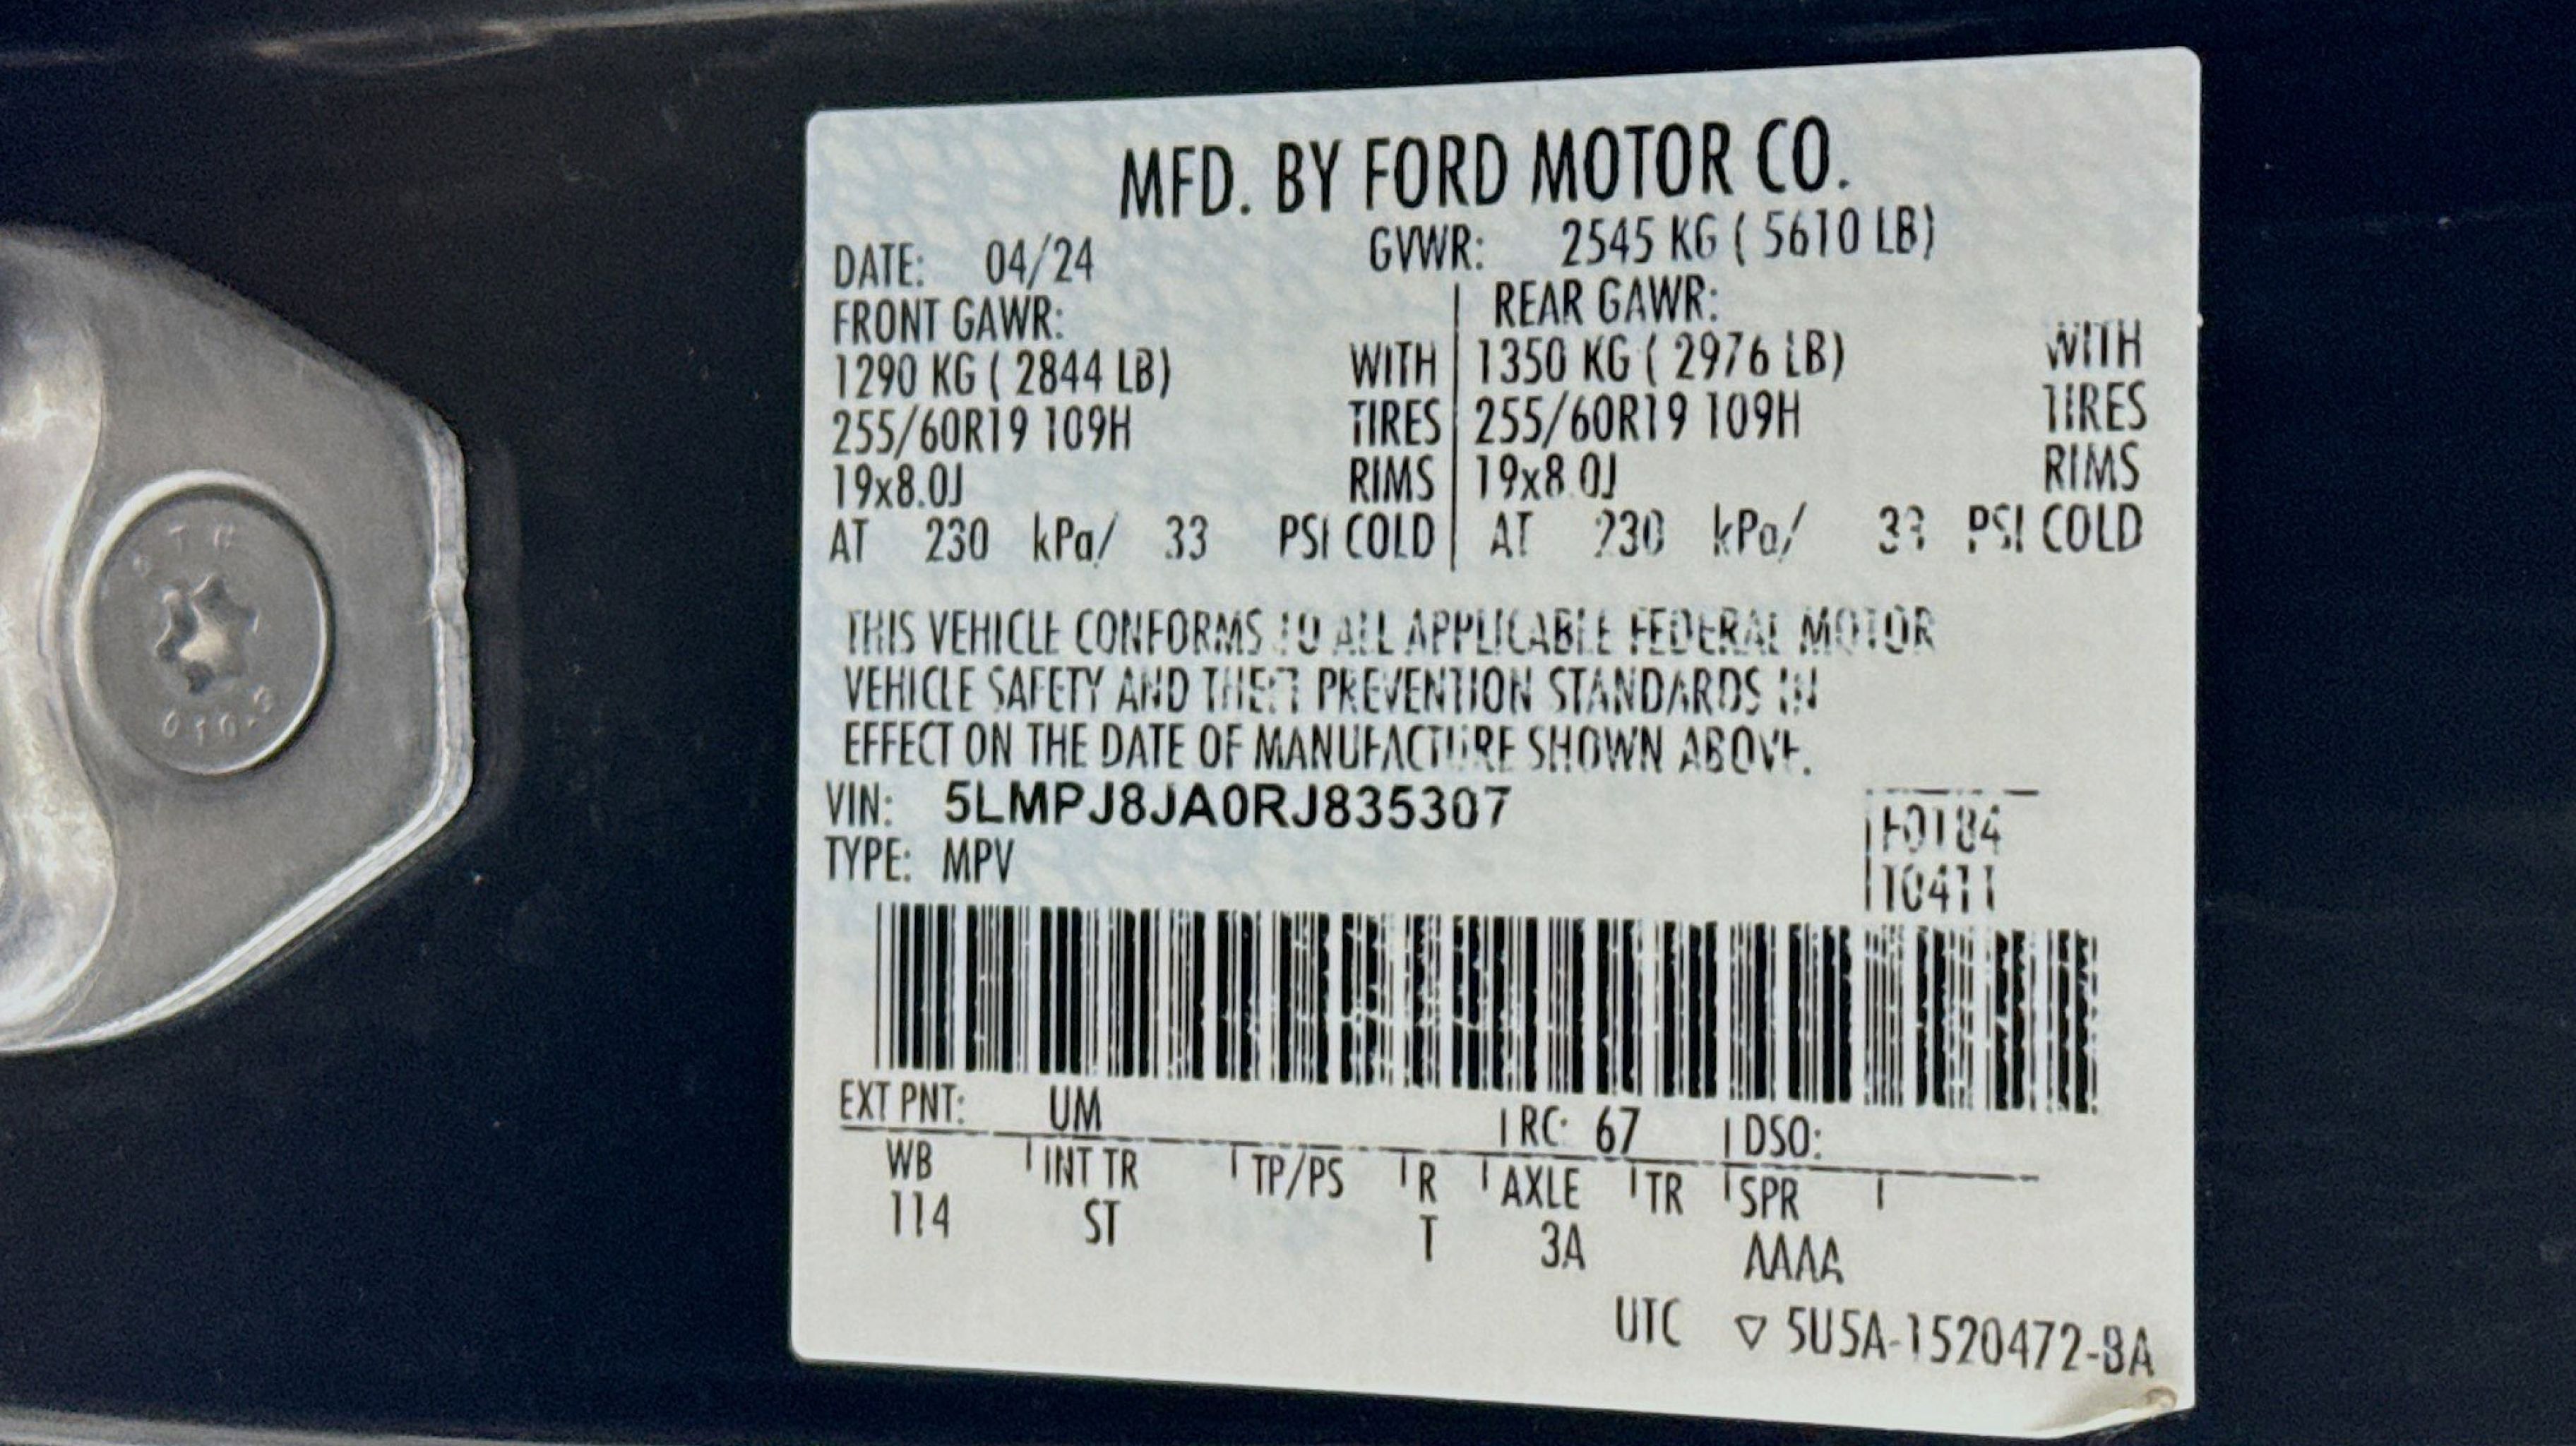 MFD. BY FORD MOTOR CO.
DATE: 04/24 GVWR: 2545 KG ( 5610 LB)
FRONT GAWR: REAR GAWR:
1290 KG ( 2844 LB) WITH 1350 KG ( 2976 LB) WITH
255/60R19 109H TIRES 255/60R19 109H TIRES
19x8.0J RIMS 19x8.0J RIMS
AT 230 kPa/ 33 PSI COLD AT 230 kPa/ 33 PSI COLD
THIS VEHICLE CONFORMS TO ALL APPLICABLE FEDERAL MOTOR
VEHICLE SAFETY AND THEFT PREVENTION STANDARDS IN
EFFECT ON THE DATE OF MANUFACTURE SHOWN ABOVE.
VIN: 5LMPJ8JA0RJ835307
F0184
TYPE: MPV
10411
EXT PNT: UM RC: 67 DSO:
WB INT TR TP/PS R AXLE TR SPR
114 ST T 3A AAAA
UTC ▽ 5U5A-1520472-BA